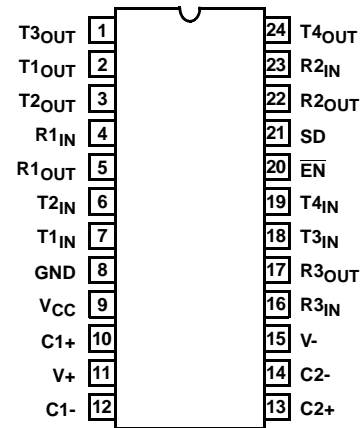 T3OUT 1 24 T4OUT
T1OUT 2 23 R2IN
T2OUT 3 22 R2OUT
R1IN 4 21 SD
R1OUT 5 20 E̅N̅
T2IN 6 19 T4IN
T1IN 7 18 T3IN
GND 8 17 R3OUT
VCC 9 16 R3IN
C1+ 10 15 V-
V+ 11 14 C2-
C1- 12 13 C2+